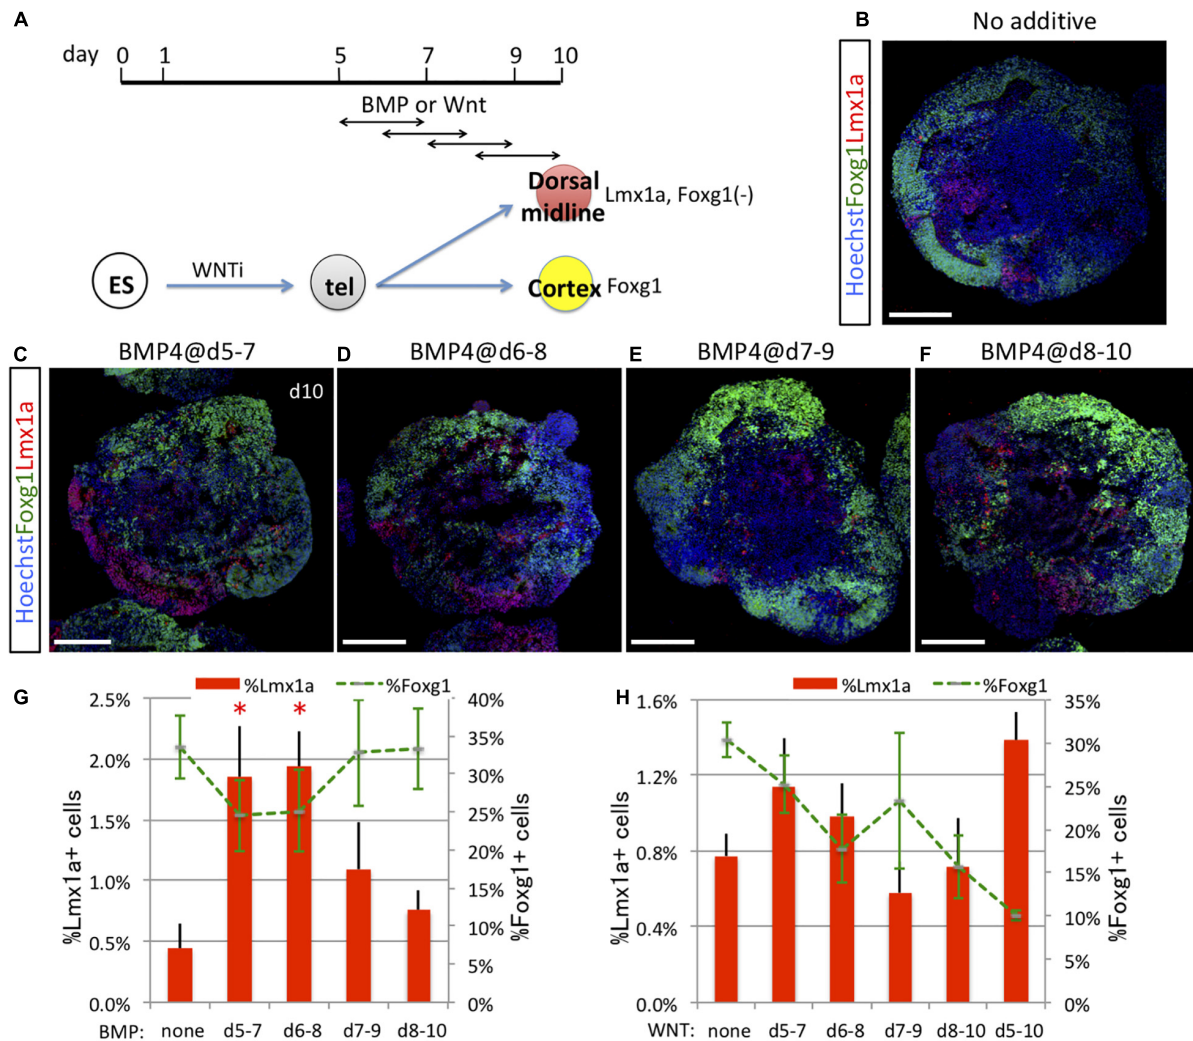 A
day 0 1 5 7 9 10
BMP or Wnt
Dorsal
midline
Lmx1a, Foxg1(-)
ES
WNTi
tel
Cortex
Foxg1
B
No additive
HoechstFoxg1Lmx1a
C
BMP4@d5-7
D
BMP4@d6-8
E
BMP4@d7-9
F
BMP4@d8-10
HoechstFoxg1Lmx1a
d10
G
%Lmx1a
%Foxg1
2.5%
2.0%
1.5%
1.0%
0.5%
0.0%
%Lmx1a+ cells
* *
40%
35%
30%
25%
20%
15%
10%
5%
0%
%Foxg1+ cells
BMP: none d5-7 d6-8 d7-9 d8-10
H
%Lmx1a
%Foxg1
1.6%
1.2%
0.8%
0.4%
0.0%
%Lmx1a+ cells
35%
30%
25%
20%
15%
10%
5%
0%
%Foxg1+ cells
WNT: none d5-7 d6-8 d7-9 d8-10 d5-10